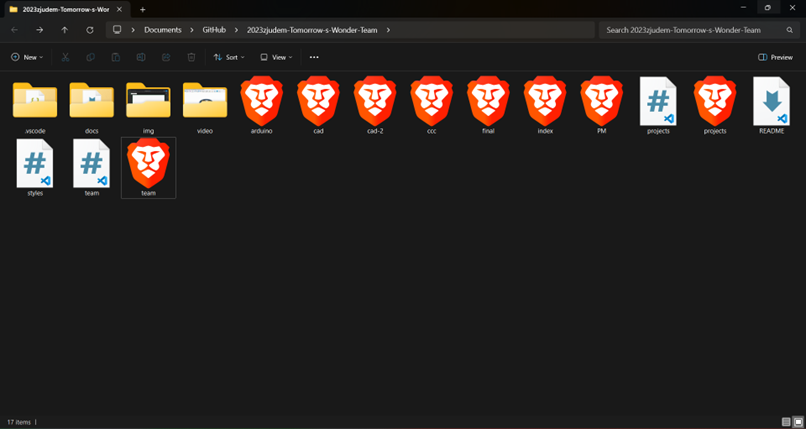 2023zjudem-Tomorrow-s-Wor
Documents > GitHub > 2023zjudem-Tomorrow-s-Wonder-Team >
Search 2023zjudem-Tomorrow-s-Wonder-Team
New Sort View ... Preview
.vscode docs img video arduino cad cad-2 ccc final index PM projects projects README
styles team team
17 items